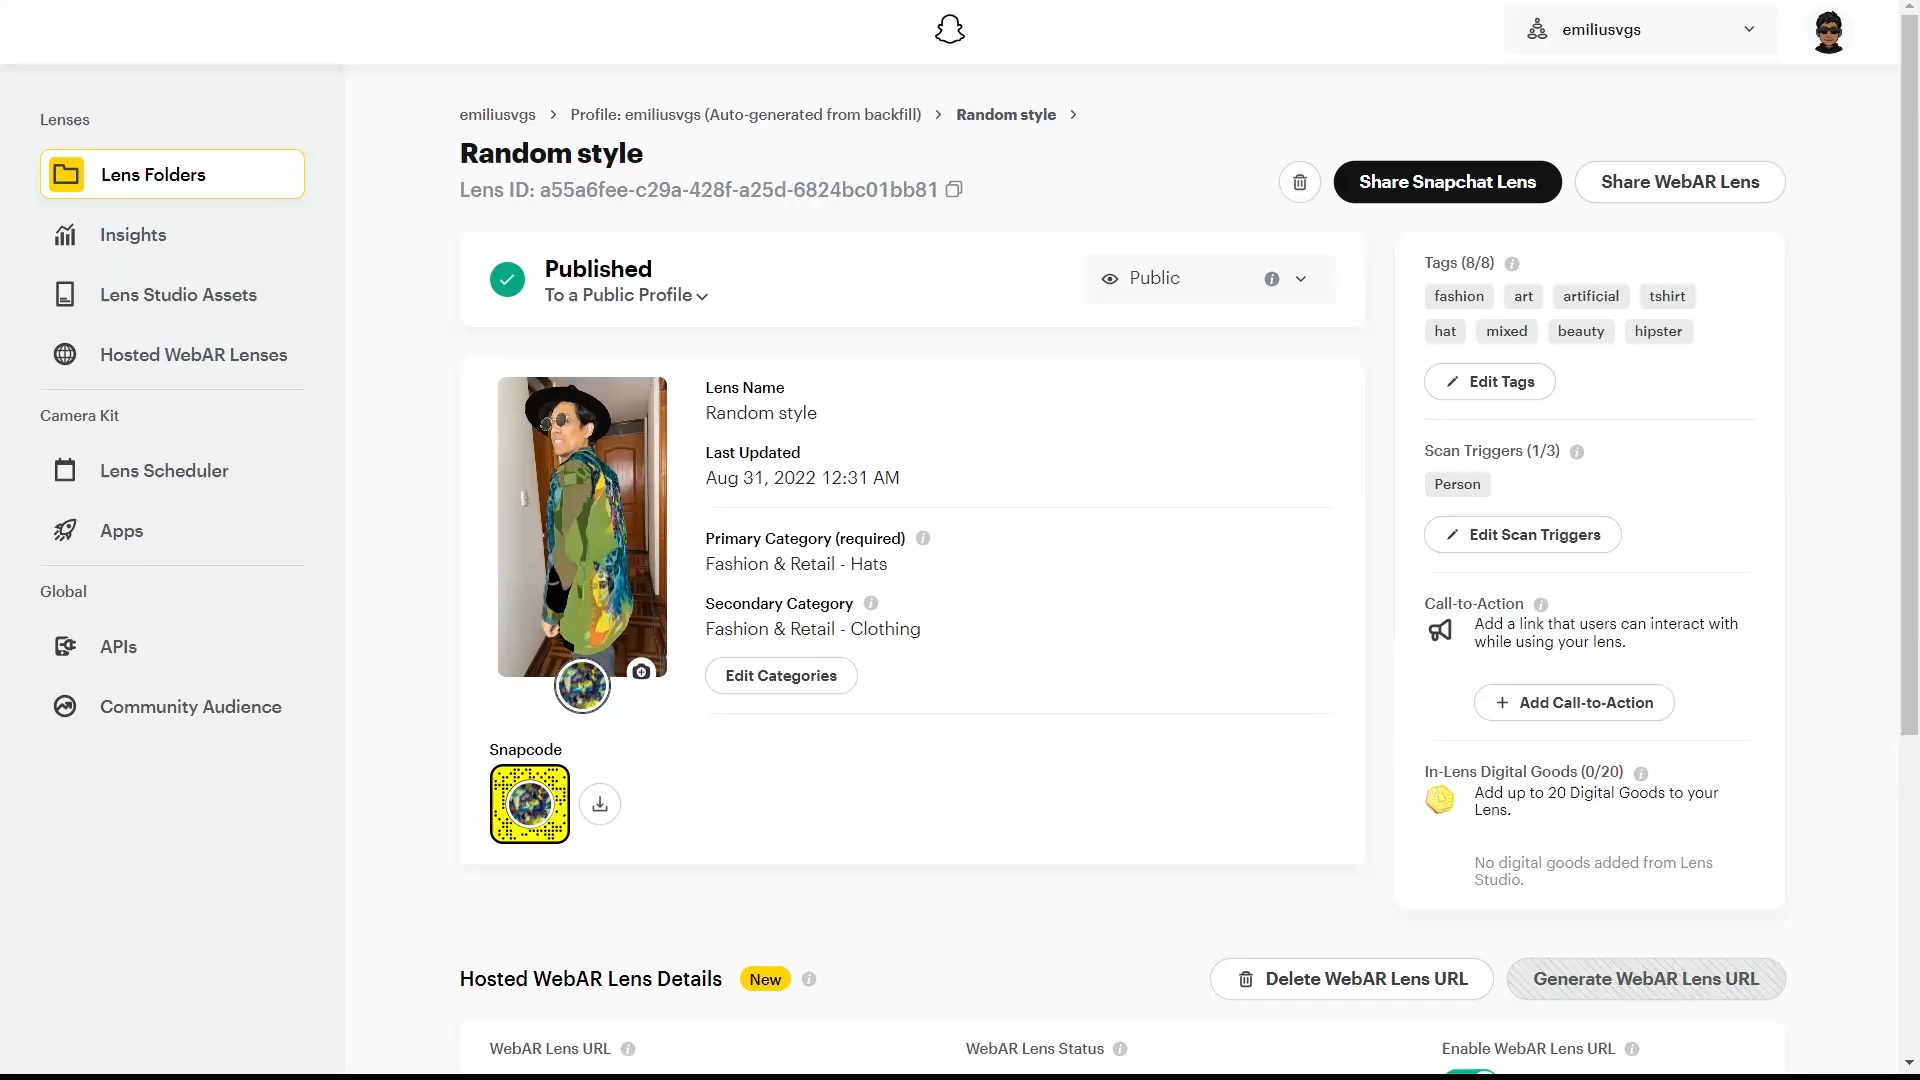 emiliusvgs
Lenses
Lens Folders
Insights
Lens Studio Assets
Hosted WebAR Lenses
Camera Kit
Lens Scheduler
Apps
Global
APIs
Community Audience
emiliusvgs > Profile: emiliusvgs (Auto-generated from backfill) > Random style >
Random style
Lens ID: a55a6fee-c29a-428f-a25d-6824bc01bb81
Share Snapchat Lens
Share WebAR Lens
Published
To a Public Profile
Public
Lens Name
Random style
Last Updated
Aug 31, 2022 12:31 AM
Primary Category (required)
Fashion & Retail - Hats
Secondary Category
Fashion & Retail - Clothing
Edit Categories
Snapcode
Tags (8/8)
fashion art artificial tshirt
hat mixed beauty hipster
Edit Tags
Scan Triggers (1/3)
Person
Edit Scan Triggers
Call-to-Action
Add a link that users can interact with
while using your lens.
+ Add Call-to-Action
In-Lens Digital Goods (0/20)
Add up to 20 Digital Goods to your
Lens.
No digital goods added from Lens
Studio.
Hosted WebAR Lens Details New
Delete WebAR Lens URL
Generate WebAR Lens URL
WebAR Lens URL
WebAR Lens Status
Enable WebAR Lens URL